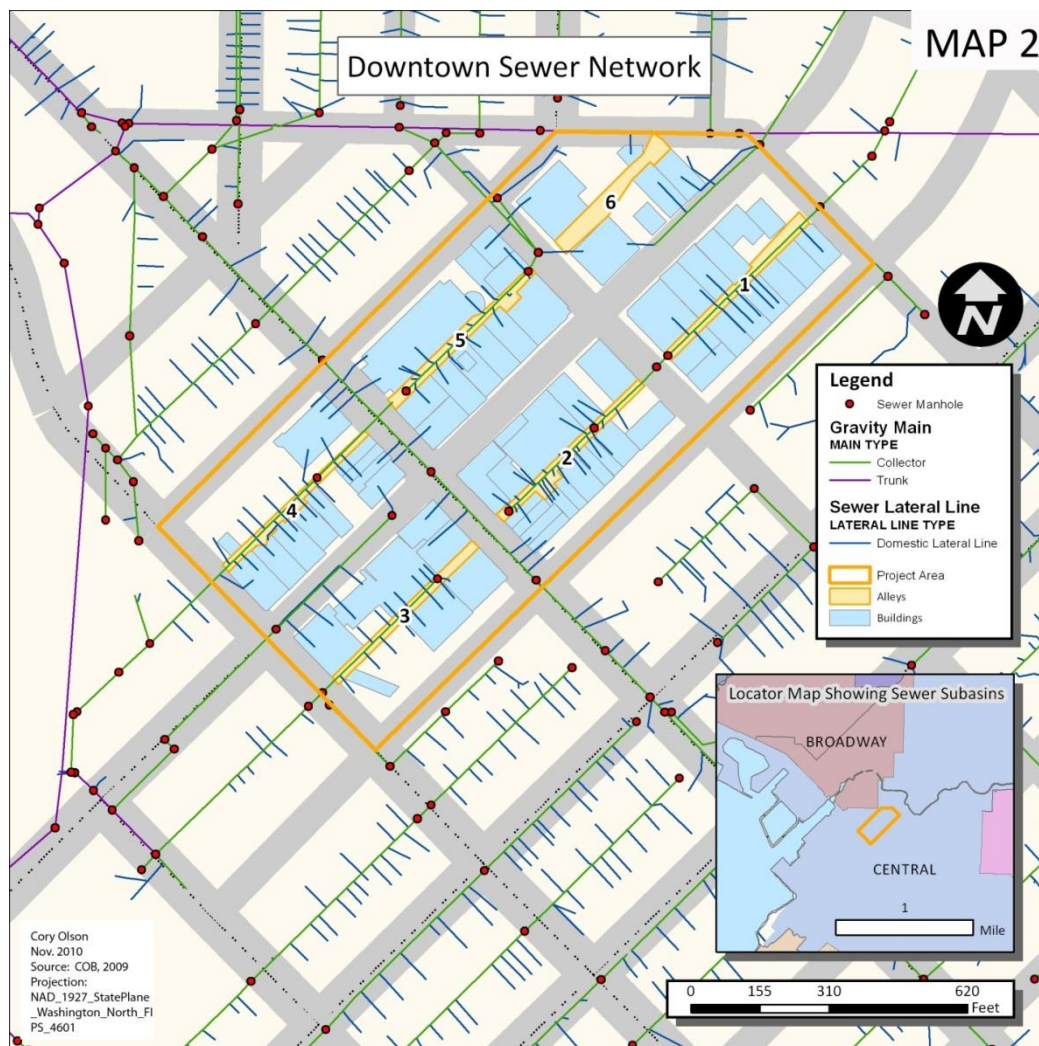 MAP 2
Downtown Sewer Network
6
1
5
2
4
3
N
Legend
Sewer Manhole
Gravity Main
MAIN TYPE
Collector
Trunk
Sewer Lateral Line
LATERAL LINE TYPE
Domestic Lateral Line
Project Area
Alleys
Buildings
Locator Map Showing Sewer Subasins
BROADWAY
CENTRAL
1
Mile
0 155 310 620
Feet
Cory Olson
Nov. 2010
Source: COB, 2009
Projection:
NAD_1927_StatePlane
_Washington_North_FI
PS_4601